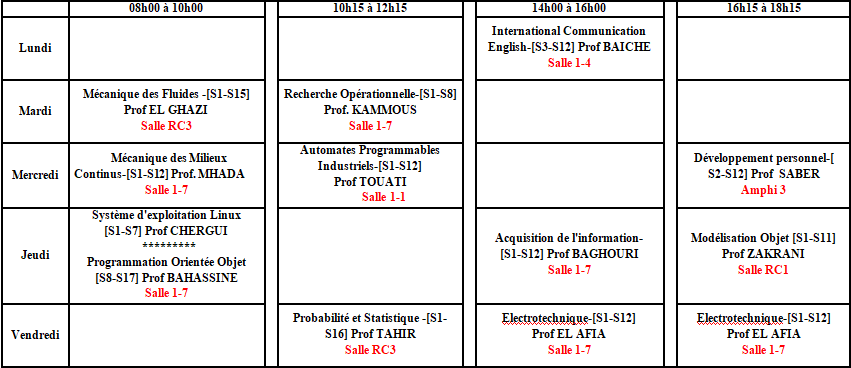 08h00 à 10h00
10h15 à 12h15
14h00 à 16h00
16h15 à 18h15
Lundi
International Communication
English-[S3-S12] Prof BAICHE
Salle 1-4
Mardi
Mécanique des Fluides -[S1-S15]
Prof EL GHAZI
Salle RC3
Recherche Opérationnelle-[S1-S8]
Prof. KAMMOUS
Salle 1-7
Mercredi
Mécanique des Milieux
Continus-[S1-S12] Prof. MHADA
Salle 1-7
Automates Programmables
Industriels-[S1-S12]
Prof TOUATI
Salle 1-1
Développement personnel-[
S2-S12] Prof SABER
Amphi 3
Jeudi
Système d'exploitation Linux
[S1-S7] Prof CHERGUI
*********
Programmation Orientée Objet
[S8-S17] Prof BAHASSINE
Salle 1-7
Acquisition de l'information-
[S1-S12] Prof BAGHOURI
Salle 1-7
Modélisation Objet [S1-S11]
Prof ZAKRANI
Salle RC1
Vendredi
Probabilité et Statistique -[S1-
S16] Prof TAHIR
Salle RC3
Electrotechnique-[S1-S12]
Prof EL AFIA
Salle 1-7
Electrotechnique-[S1-S12]
Prof EL AFIA
Salle 1-7